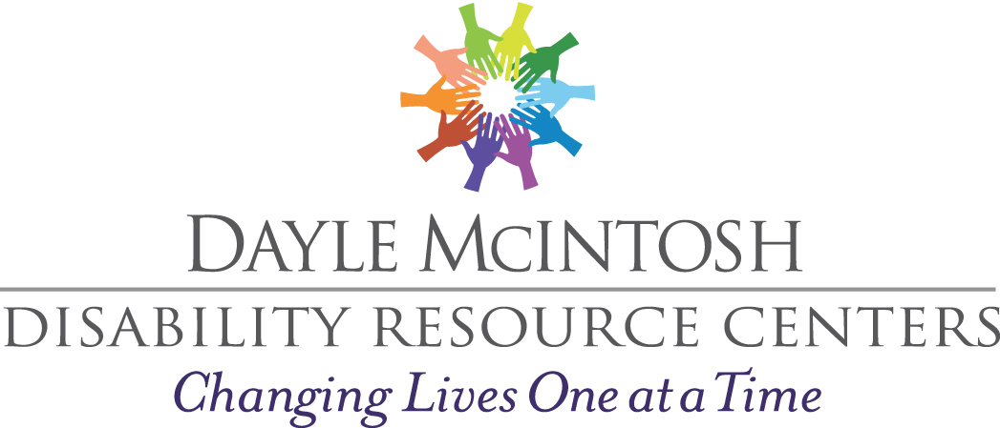 DAYLE MCINTOSH
DISABILITY RESOURCE CENTERS
Changing Lives One at a Time